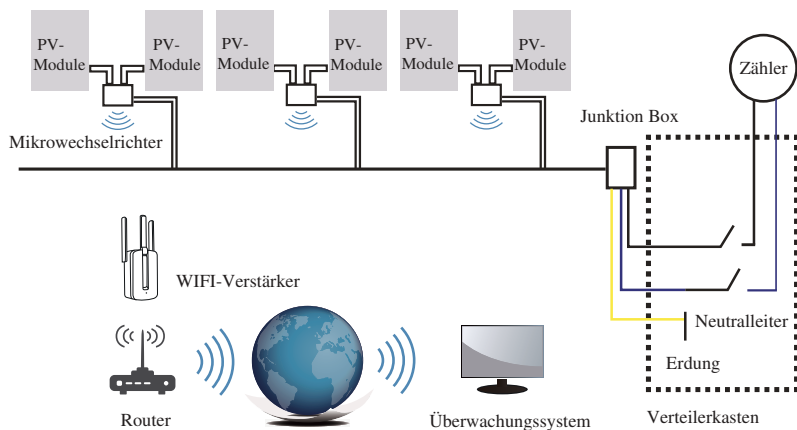 PV-
Module
PV-
Module
PV-
Module
PV-
Module
PV-
Module
PV-
Module
Zähler
Mikrowechselrichter
Junktion Box
WIFI-Verstärker
Neutralleiter
Erdung
Router
Überwachungssystem
Verteilerkasten